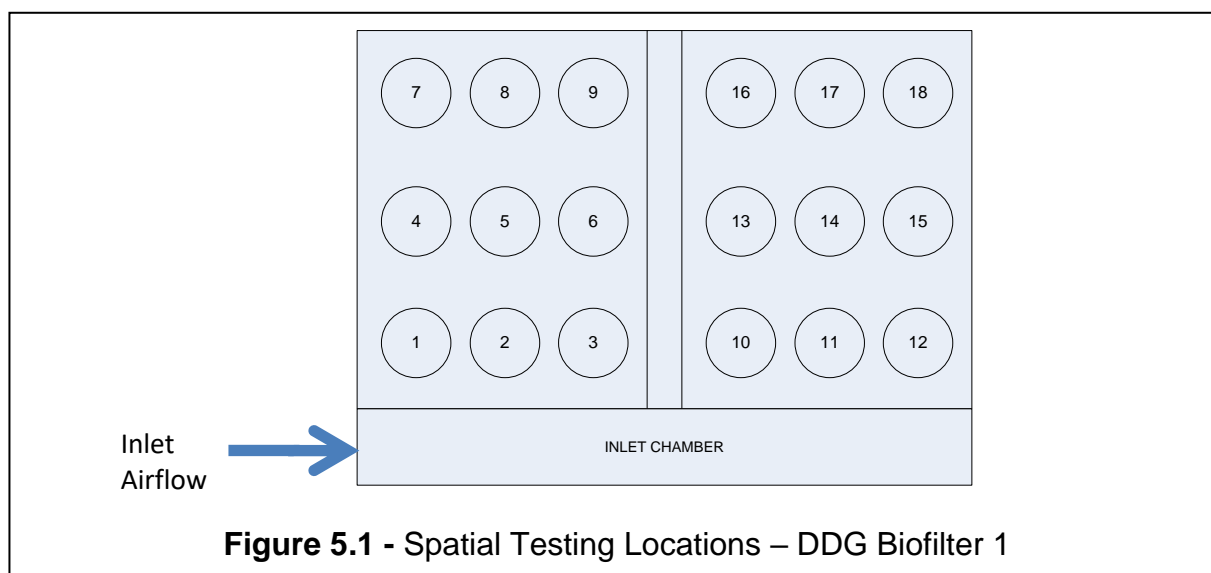 7 8 9 16 17 18
4 5 6 13 14 15
1 2 3 10 11 12
Inlet
Airflow
INLET CHAMBER
Figure 5.1 - Spatial Testing Locations – DDG Biofilter 1